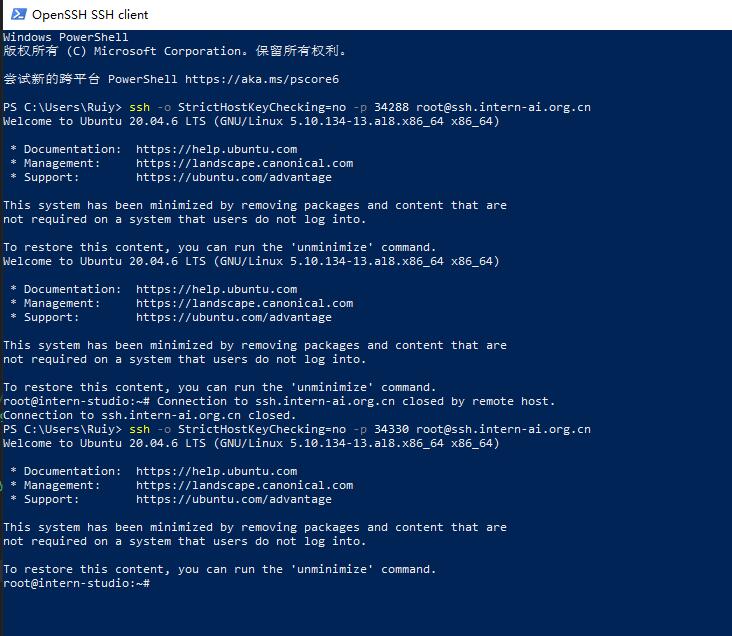 OpenSSH SSH client
Windows PowerShell
版权所有 (C) Microsoft Corporation。保留所有权利。
尝试新的跨平台 PowerShell https://aka.ms/pscore6
PS C:\Users\Ruiy> ssh -o StrictHostKeyChecking=no -p 34288 root@ssh.intern-ai.org.cn
Welcome to Ubuntu 20.04.6 LTS (GNU/Linux 5.10.134-13.al8.x86_64 x86_64)
* Documentation:  https://help.ubuntu.com
* Management:     https://landscape.canonical.com
* Support:        https://ubuntu.com/advantage
This system has been minimized by removing packages and content that are
not required on a system that users do not log into.
To restore this content, you can run the 'unminimize' command.
Welcome to Ubuntu 20.04.6 LTS (GNU/Linux 5.10.134-13.al8.x86_64 x86_64)
* Documentation:  https://help.ubuntu.com
* Management:     https://landscape.canonical.com
* Support:        https://ubuntu.com/advantage
This system has been minimized by removing packages and content that are
not required on a system that users do not log into.
To restore this content, you can run the 'unminimize' command.
root@intern-studio:~# Connection to ssh.intern-ai.org.cn closed by remote host.
Connection to ssh.intern-ai.org.cn closed.
PS C:\Users\Ruiy> ssh -o StrictHostKeyChecking=no -p 34330 root@ssh.intern-ai.org.cn
Welcome to Ubuntu 20.04.6 LTS (GNU/Linux 5.10.134-13.al8.x86_64 x86_64)
* Documentation:  https://help.ubuntu.com
* Management:     https://landscape.canonical.com
* Support:        https://ubuntu.com/advantage
This system has been minimized by removing packages and content that are
not required on a system that users do not log into.
To restore this content, you can run the 'unminimize' command.
root@intern-studio:~#